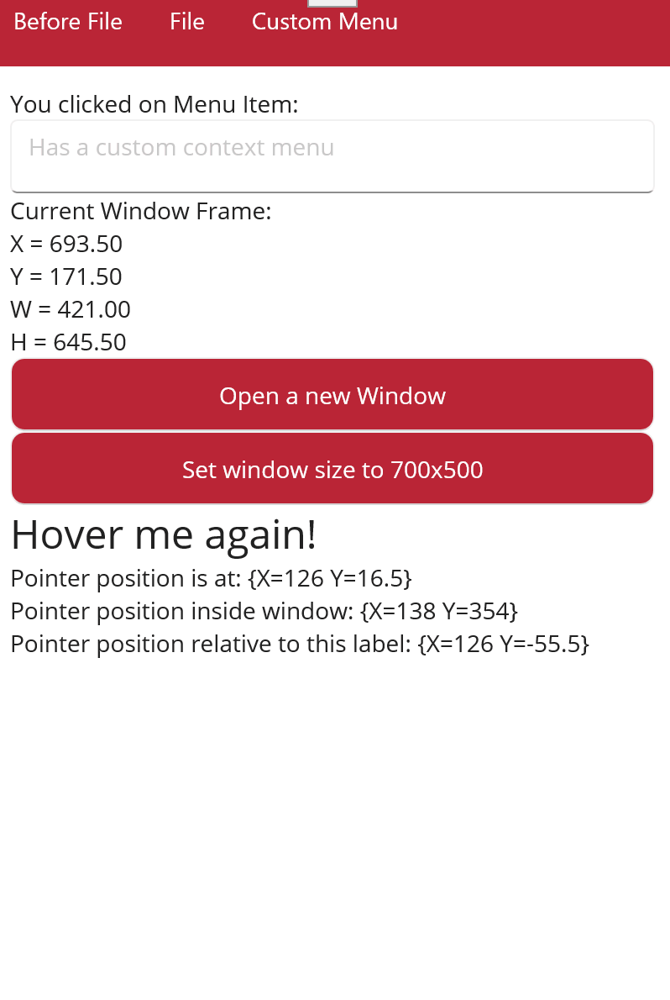 Before File File Custom Menu
You clicked on Menu Item:
Has a custom context menu
Current Window Frame:
X = 693.50
Y = 171.50
W = 421.00
H = 645.50
Open a new Window
Set window size to 700x500
Hover me again!
Pointer position is at: {X=126 Y=16.5}
Pointer position inside window: {X=138 Y=354}
Pointer position relative to this label: {X=126 Y=-55.5}